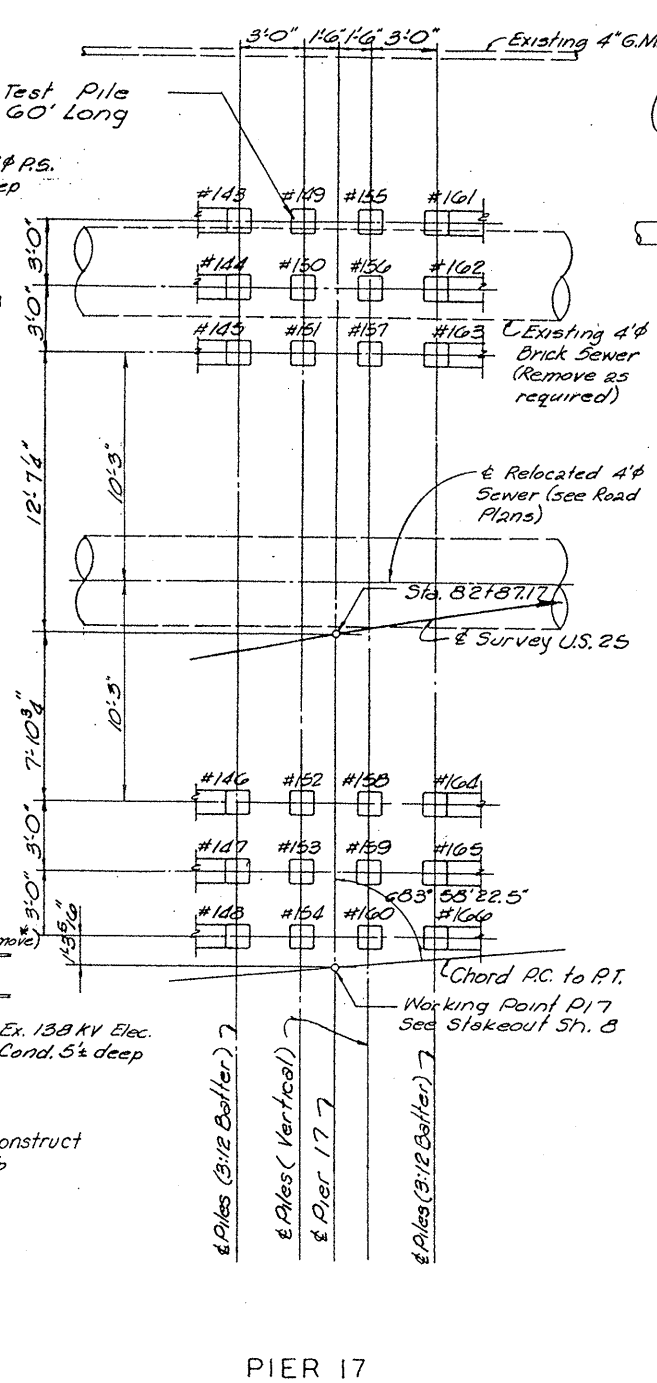 3'-0" 1'-6" 1'-6" 3'-0"
Existing 4" G.M.
Test Pile
60' Long
P.S.
#143 #149 #155 #161
3'-0"
#144 #150 #156 #162
3'-0"
#145 #151 #157 #163
Existing 4'φ
Brick Sewer
(Remove as
required)
12'-7¼"
10'-3"
℄ Relocated 4'φ
Sewer (see Road
Plans)
Sta. 82+87.17
℄ Survey U.S. 25
7'-10¾"
10'-3"
#146 #152 #158 #164
3'-0"
#147 #153 #159 #165
3'-0"
83° 58' 22.5"
#148 #154 #160 #166
1'-3 5/16"
Chord P.C. to P.T.
Working Point P17
See Stakeout Sh. 8
Ex. 138 KV Elec.
Cond. 5'± deep
℄ Piles (3:12 Batter)
℄ Piles (Vertical)
℄ Pier 17
℄ Piles (3:12 Batter)
PIER 17